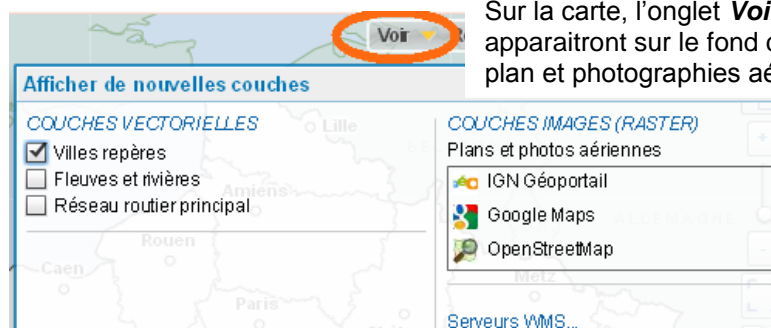 Sur la carte, l’onglet Voi
apparaitront sur le fond
plan et photographies aé
Voir
Afficher de nouvelles couches
COUCHES VECTORIELLES
Villes repères
Fleuves et rivières
Réseau routier principal
COUCHES IMAGES (RASTER)
Plans et photos aériennes
IGN Géoportail
Google Maps
OpenStreetMap
Serveurs WMS...
Lille
Amiens
Rouen
Caen
Paris
Metz
ALLEMAGNE